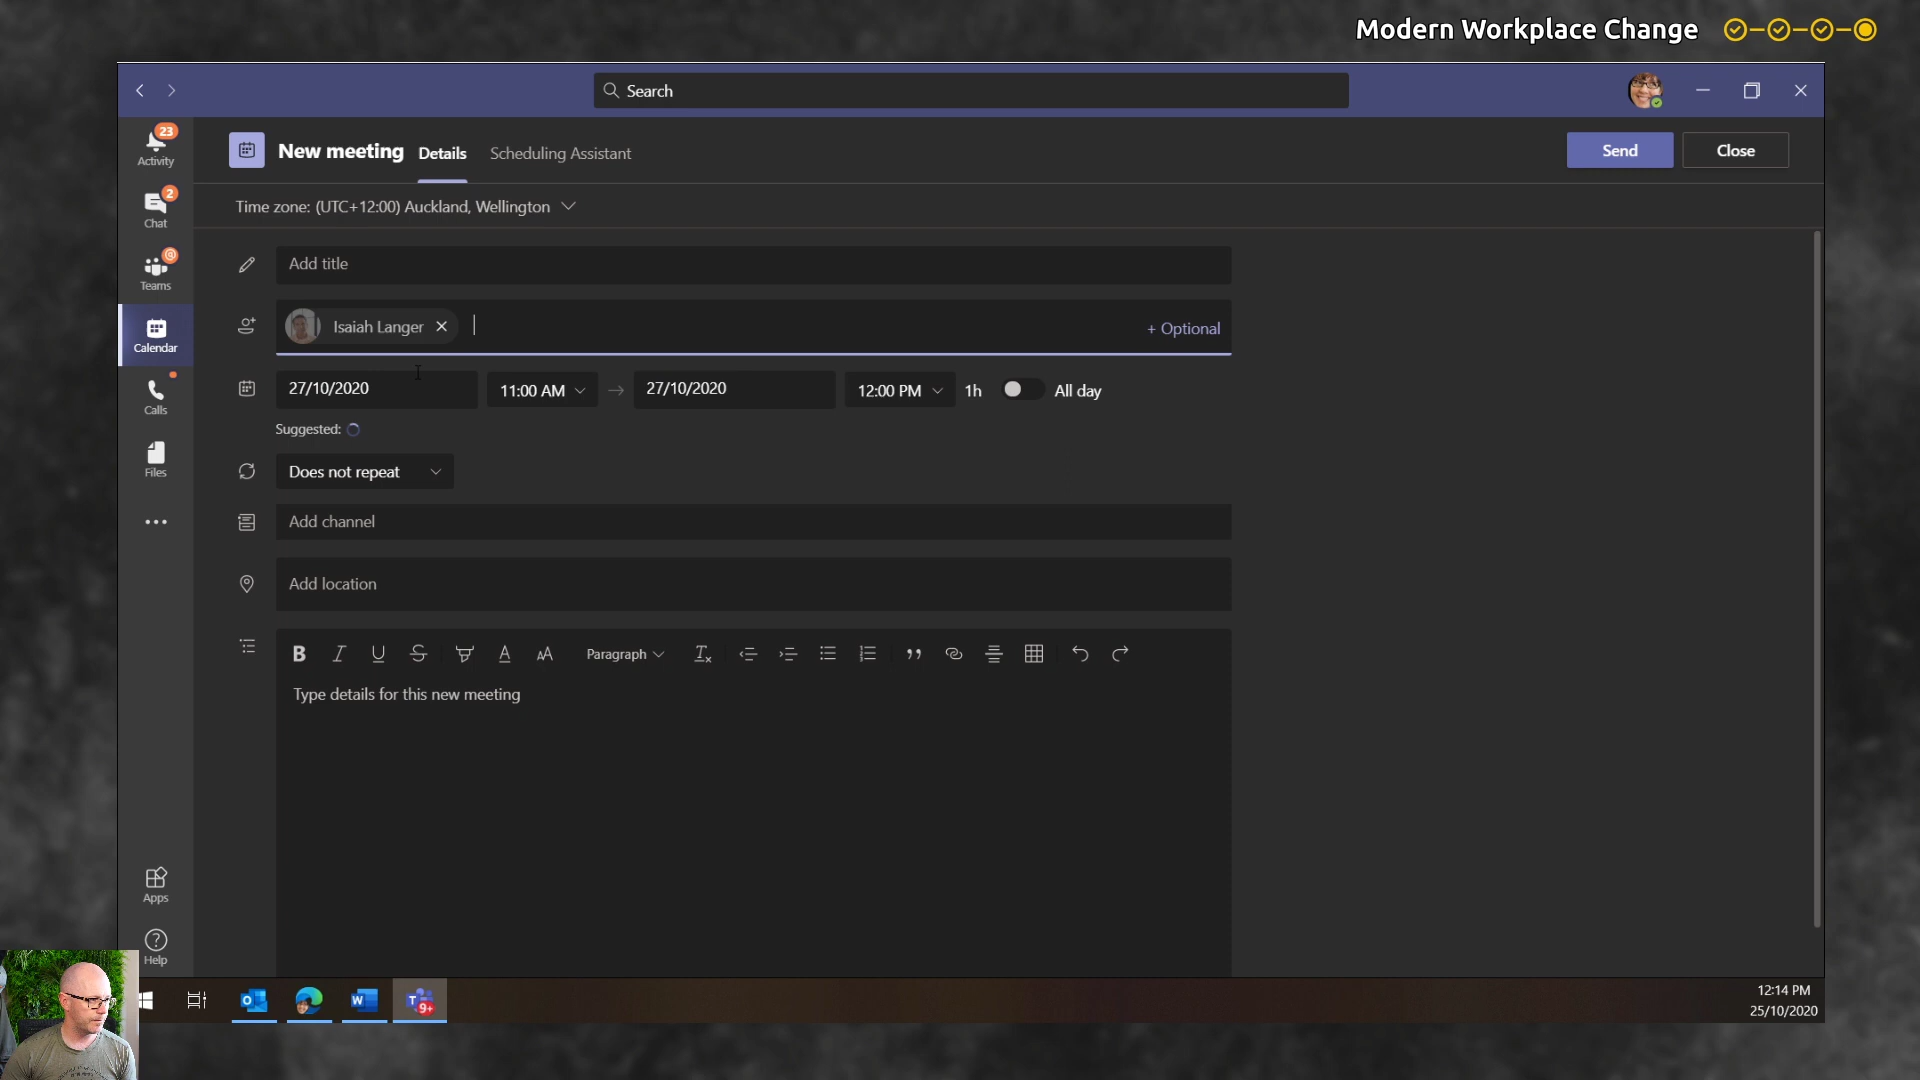 Modern Workplace Change
Search
23
Activity
New meeting Details Scheduling Assistant
Send Close
2
Chat
Time zone: (UTC+12:00) Auckland, Wellington
@
Teams
Add title
Isaiah Langer
+ Optional
Calendar
27/10/2020 11:00 AM → 27/10/2020 12:00 PM 1h All day
Calls
Suggested:
Files
Does not repeat
Add channel
Add location
B I U S A AA Paragraph
Type details for this new meeting
Apps
Help
12:14 PM
25/10/2020
9+